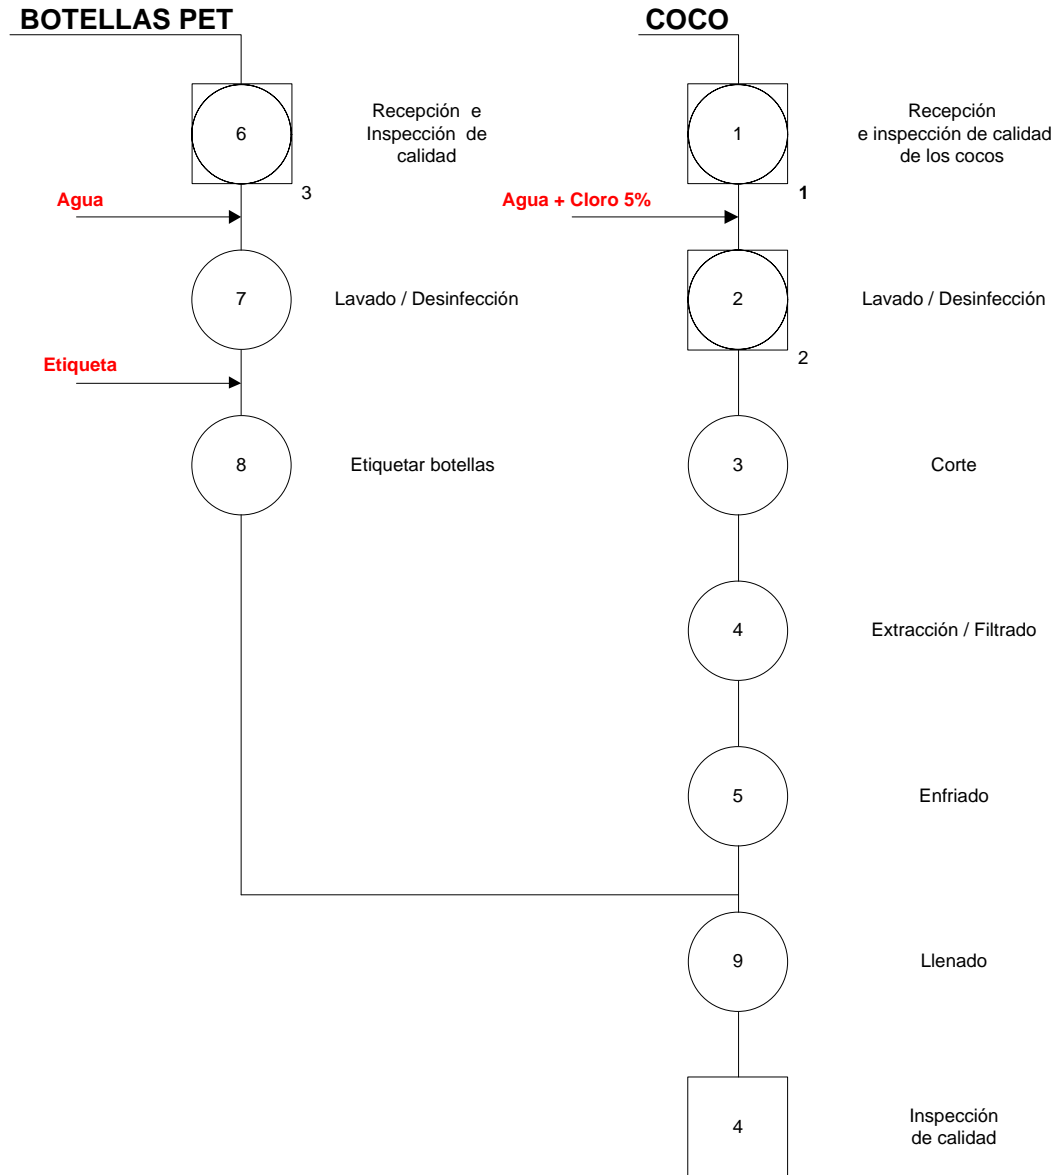 BOTELLAS PET
COCO
6
3
Recepción e
Inspección de
calidad
1
1
Recepción
e inspección de calidad
de los cocos
Agua
Agua + Cloro 5%
7
Lavado / Desinfección
2
2
Lavado / Desinfección
Etiqueta
8
Etiquetar botellas
3
Corte
4
Extracción / Filtrado
5
Enfriado
9
Llenado
4
Inspección
de calidad